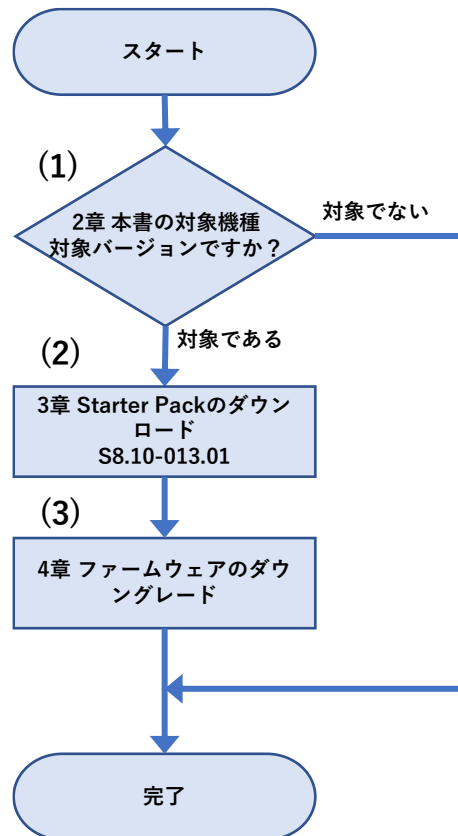 スタート
(1)
2章 本書の対象機種
対象バージョンですか？
対象でない
対象である
(2)
3章 Starter Packのダウン
ロード
S8.10-013.01
(3)
4章 ファームウェアのダウ
ングレード
完了